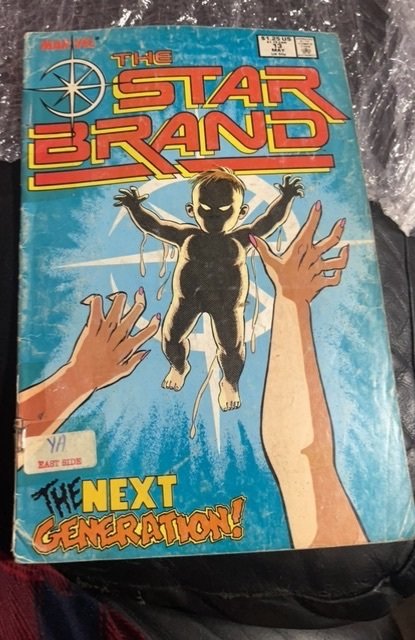 MARVEL
$1.25 US
13
MAY
THE
STAR
BRAND
YA
EAST SIDE
THE NEXT
GENERATION!